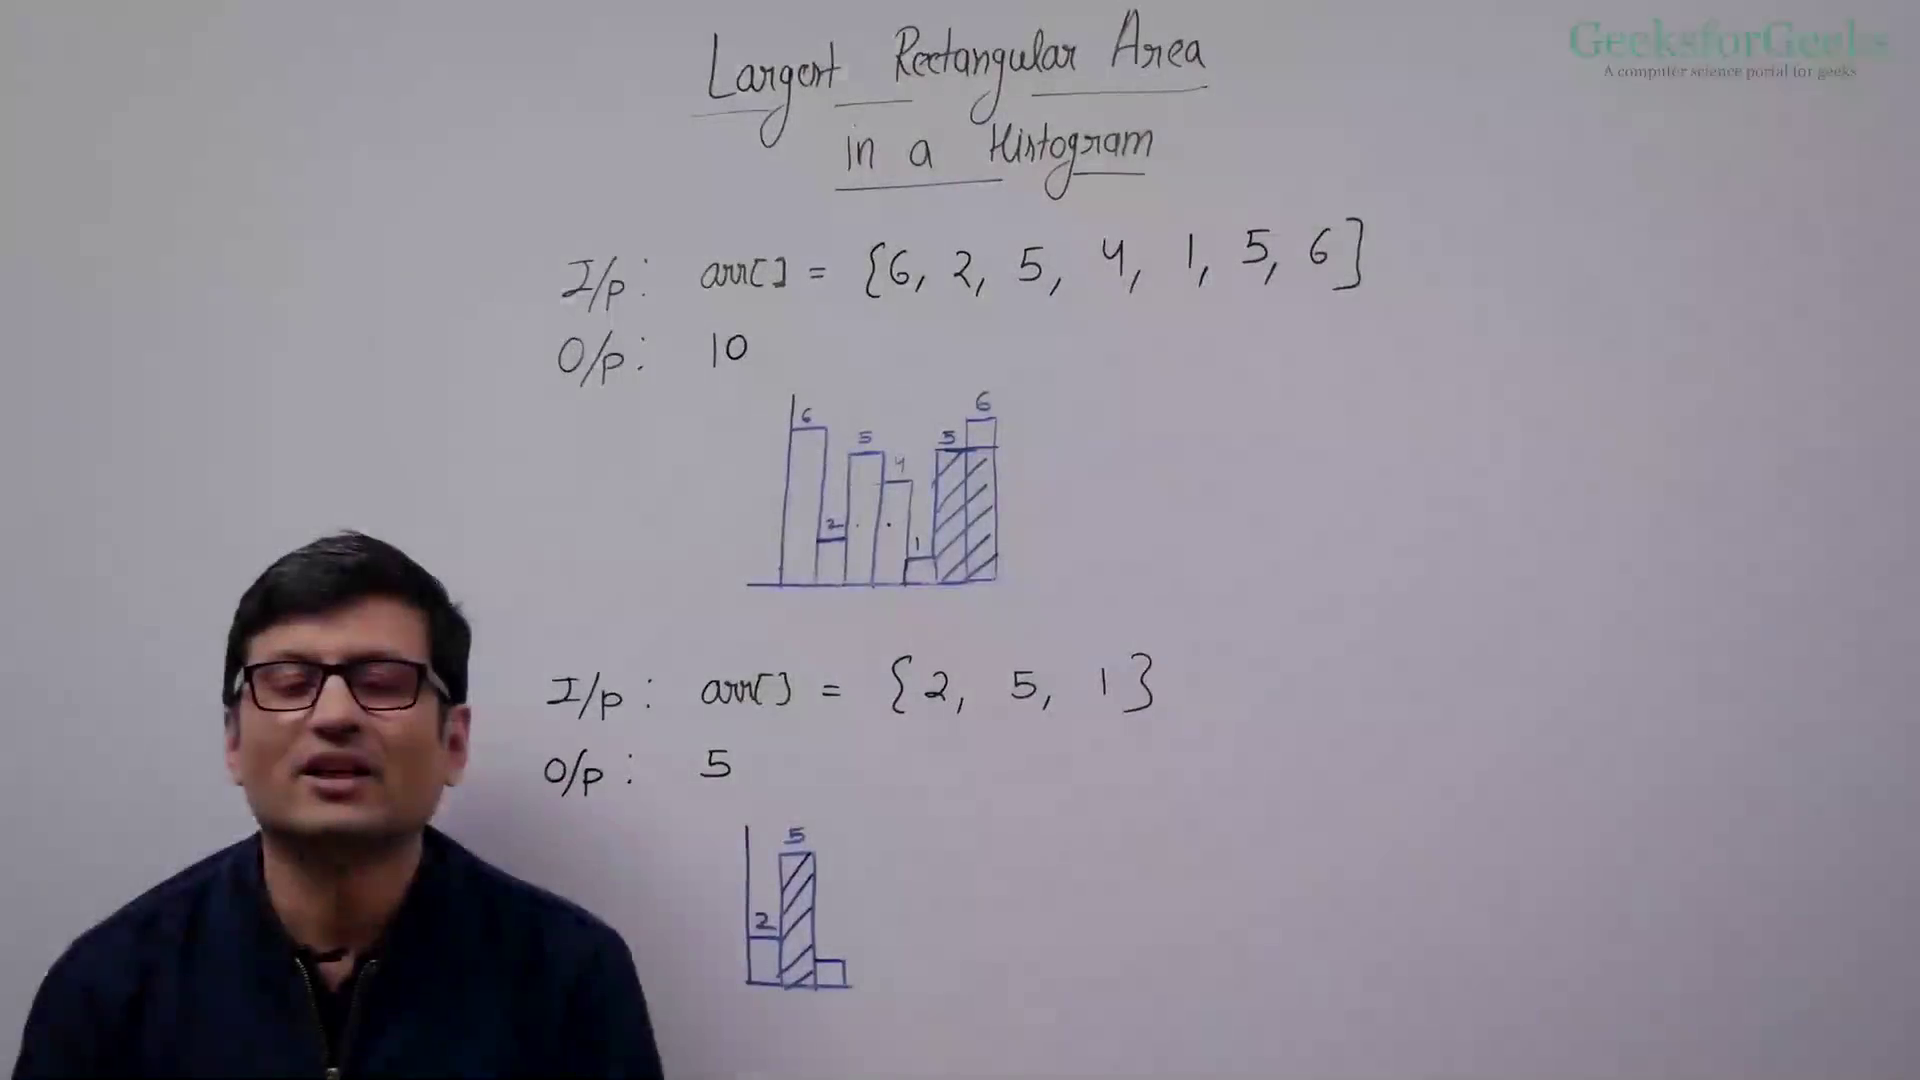 GeeksforGeeks
A computer science portal for geeks
Largest Rectangular Area
in a Histogram
I/p: arr[] = {6, 2, 5, 4, 1, 5, 6]
O/p: 10
6 2 5 4 1 5 6
I/p: arr[] = {2, 5, 1}
O/p: 5
2 5